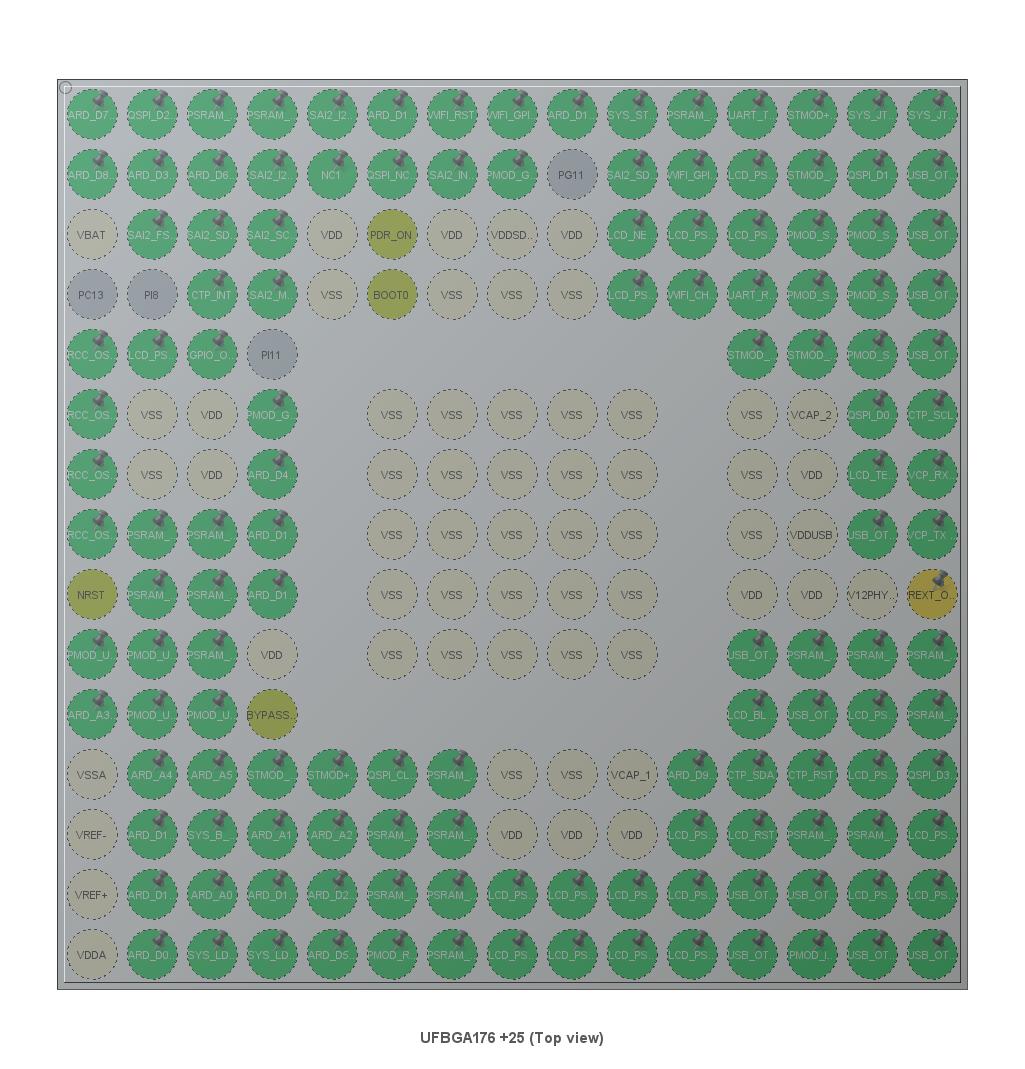 ARD_D7.. QSPI_D2.. PSRAM_.. PSRAM_.. SAI2_I2.. ARD_D1.. WIFI_RST WIFI_GPI.. ARD_D1.. SYS_ST.. PSRAM_.. UART_T.. STMOD+.. SYS_JT.. SYS_JT..
ARD_D8.. ARD_D3.. ARD_D6.. SAI2_I2.. NC1 QSPI_NC.. SAI2_IN.. PMOD_G.. PG11 SAI2_SD.. WIFI_GPI.. LCD_PS.. STMOD_.. QSPI_D1.. USB_OT..
VBAT SAI2_FS.. SAI2_SD.. SAI2_SC.. VDD PDR_ON VDD VDDSD.. VDD LCD_NE LCD_PS.. LCD_PS.. PMOD_S.. PMOD_S.. USB_OT..
PC13 PI8 CTP_INT SAI2_M.. VSS BOOT0 VSS VSS VSS LCD_PS.. WIFI_CH.. UART_R.. PMOD_S.. PMOD_S.. USB_OT..
RCC_OS.. LCD_PS.. GPIO_O.. PI11 STMOD_.. STMOD_.. PMOD_S.. USB_OT..
RCC_OS.. VSS VDD PMOD_G.. VSS VSS VSS VSS VSS VSS VCAP_2 QSPI_D0.. CTP_SCL
RCC_OS.. VSS VDD ARD_D4.. VSS VSS VSS VSS VSS VSS VDD LCD_TE.. VCP_RX..
RCC_OS.. PSRAM_.. PSRAM_.. ARD_D1.. VSS VSS VSS VSS VSS VSS VDDUSB USB_OT.. VCP_TX..
NRST PSRAM_.. PSRAM_.. ARD_D1.. VSS VSS VSS VSS VSS VDD VDD V12PHY.. REXT_O..
PMOD_U.. PMOD_U.. PSRAM_.. VDD VSS VSS VSS VSS VSS USB_OT.. PSRAM_.. PSRAM_.. PSRAM_..
ARD_A3.. PMOD_U.. PMOD_U.. BYPASS.. LCD_BL USB_OT.. LCD_PS.. PSRAM_..
VSSA ARD_A4 ARD_A5 STMOD_.. STMOD+.. QSPI_CL.. PSRAM_.. VSS VSS VCAP_1 ARD_D9.. CTP_SDA CTP_RST LCD_PS.. QSPI_D3..
VREF- ARD_D1.. SYS_B_.. ARD_A1 ARD_A2 PSRAM_.. PSRAM_.. VDD VDD VDD LCD_PS.. LCD_RST PSRAM_.. PSRAM_.. LCD_PS..
VREF+ ARD_D1.. ARD_A0 ARD_D1.. ARD_D2.. PSRAM_.. PSRAM_.. LCD_PS.. LCD_PS.. LCD_PS.. LCD_PS.. USB_OT.. USB_OT.. LCD_PS.. LCD_PS..
VDDA ARD_D0.. SYS_LD.. SYS_LD.. ARD_D5.. PMOD_R.. PSRAM_.. LCD_PS.. LCD_PS.. LCD_PS.. LCD_PS.. USB_OT.. PMOD_I.. USB_OT.. USB_OT..
UFBGA176 +25 (Top view)